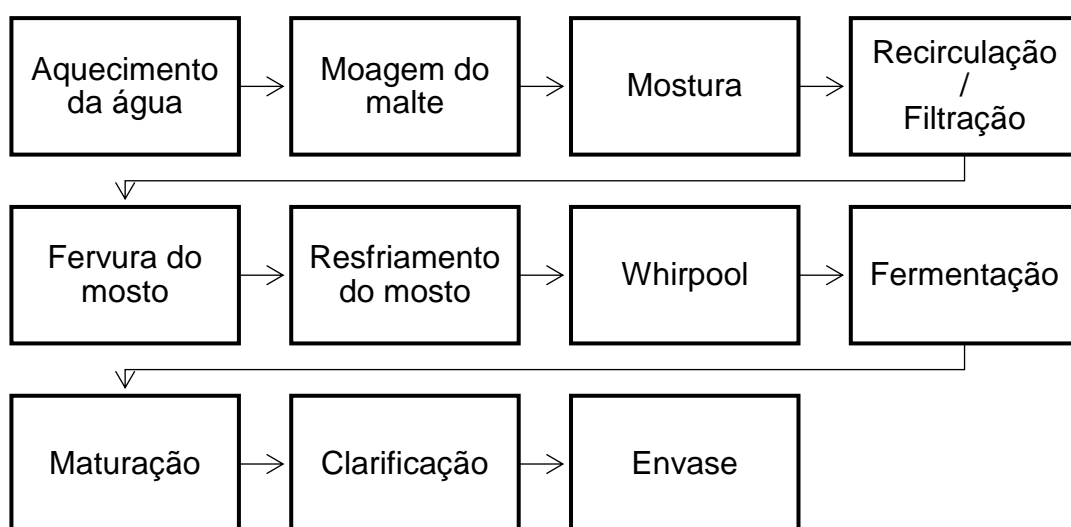 Aquecimento
da água
Moagem do
malte
Mostura
Recirculação
/
Filtração
Fervura do
mosto
Resfriamento
do mosto
Whirpool
Fermentação
Maturação
Clarificação
Envase